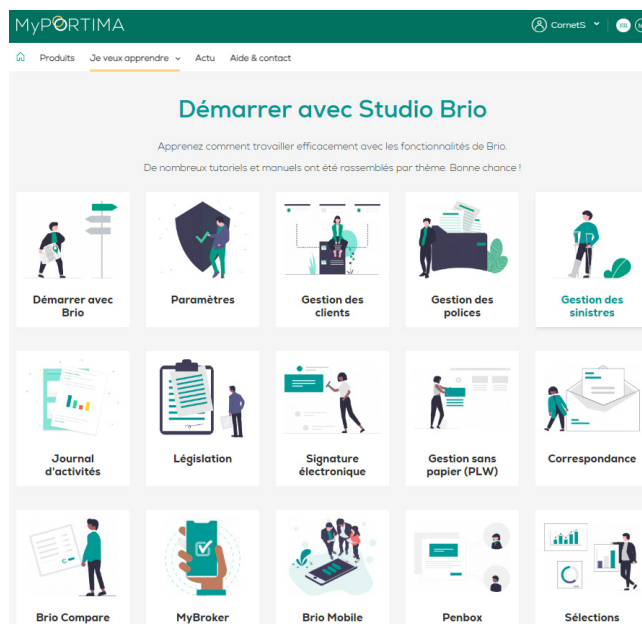 MyPORTIMA
CornetS
FR
Produits
Je veux apprendre
Actu
Aide & contact
Démarrer avec Studio Brio
Apprenez comment travailler efficacement avec les fonctionnalités de Brio.
De nombreux tutoriels et manuels ont été rassemblés par thème. Bonne chance !
Démarrer avec
Brio
Paramètres
Gestion des
clients
Gestion des
polices
Gestion des
sinistres
Journal
d'activités
Législation
Signature
électronique
Gestion sans
papier (PLW)
Correspondance
Brio Compare
MyBroker
Brio Mobile
Penbox
Sélections